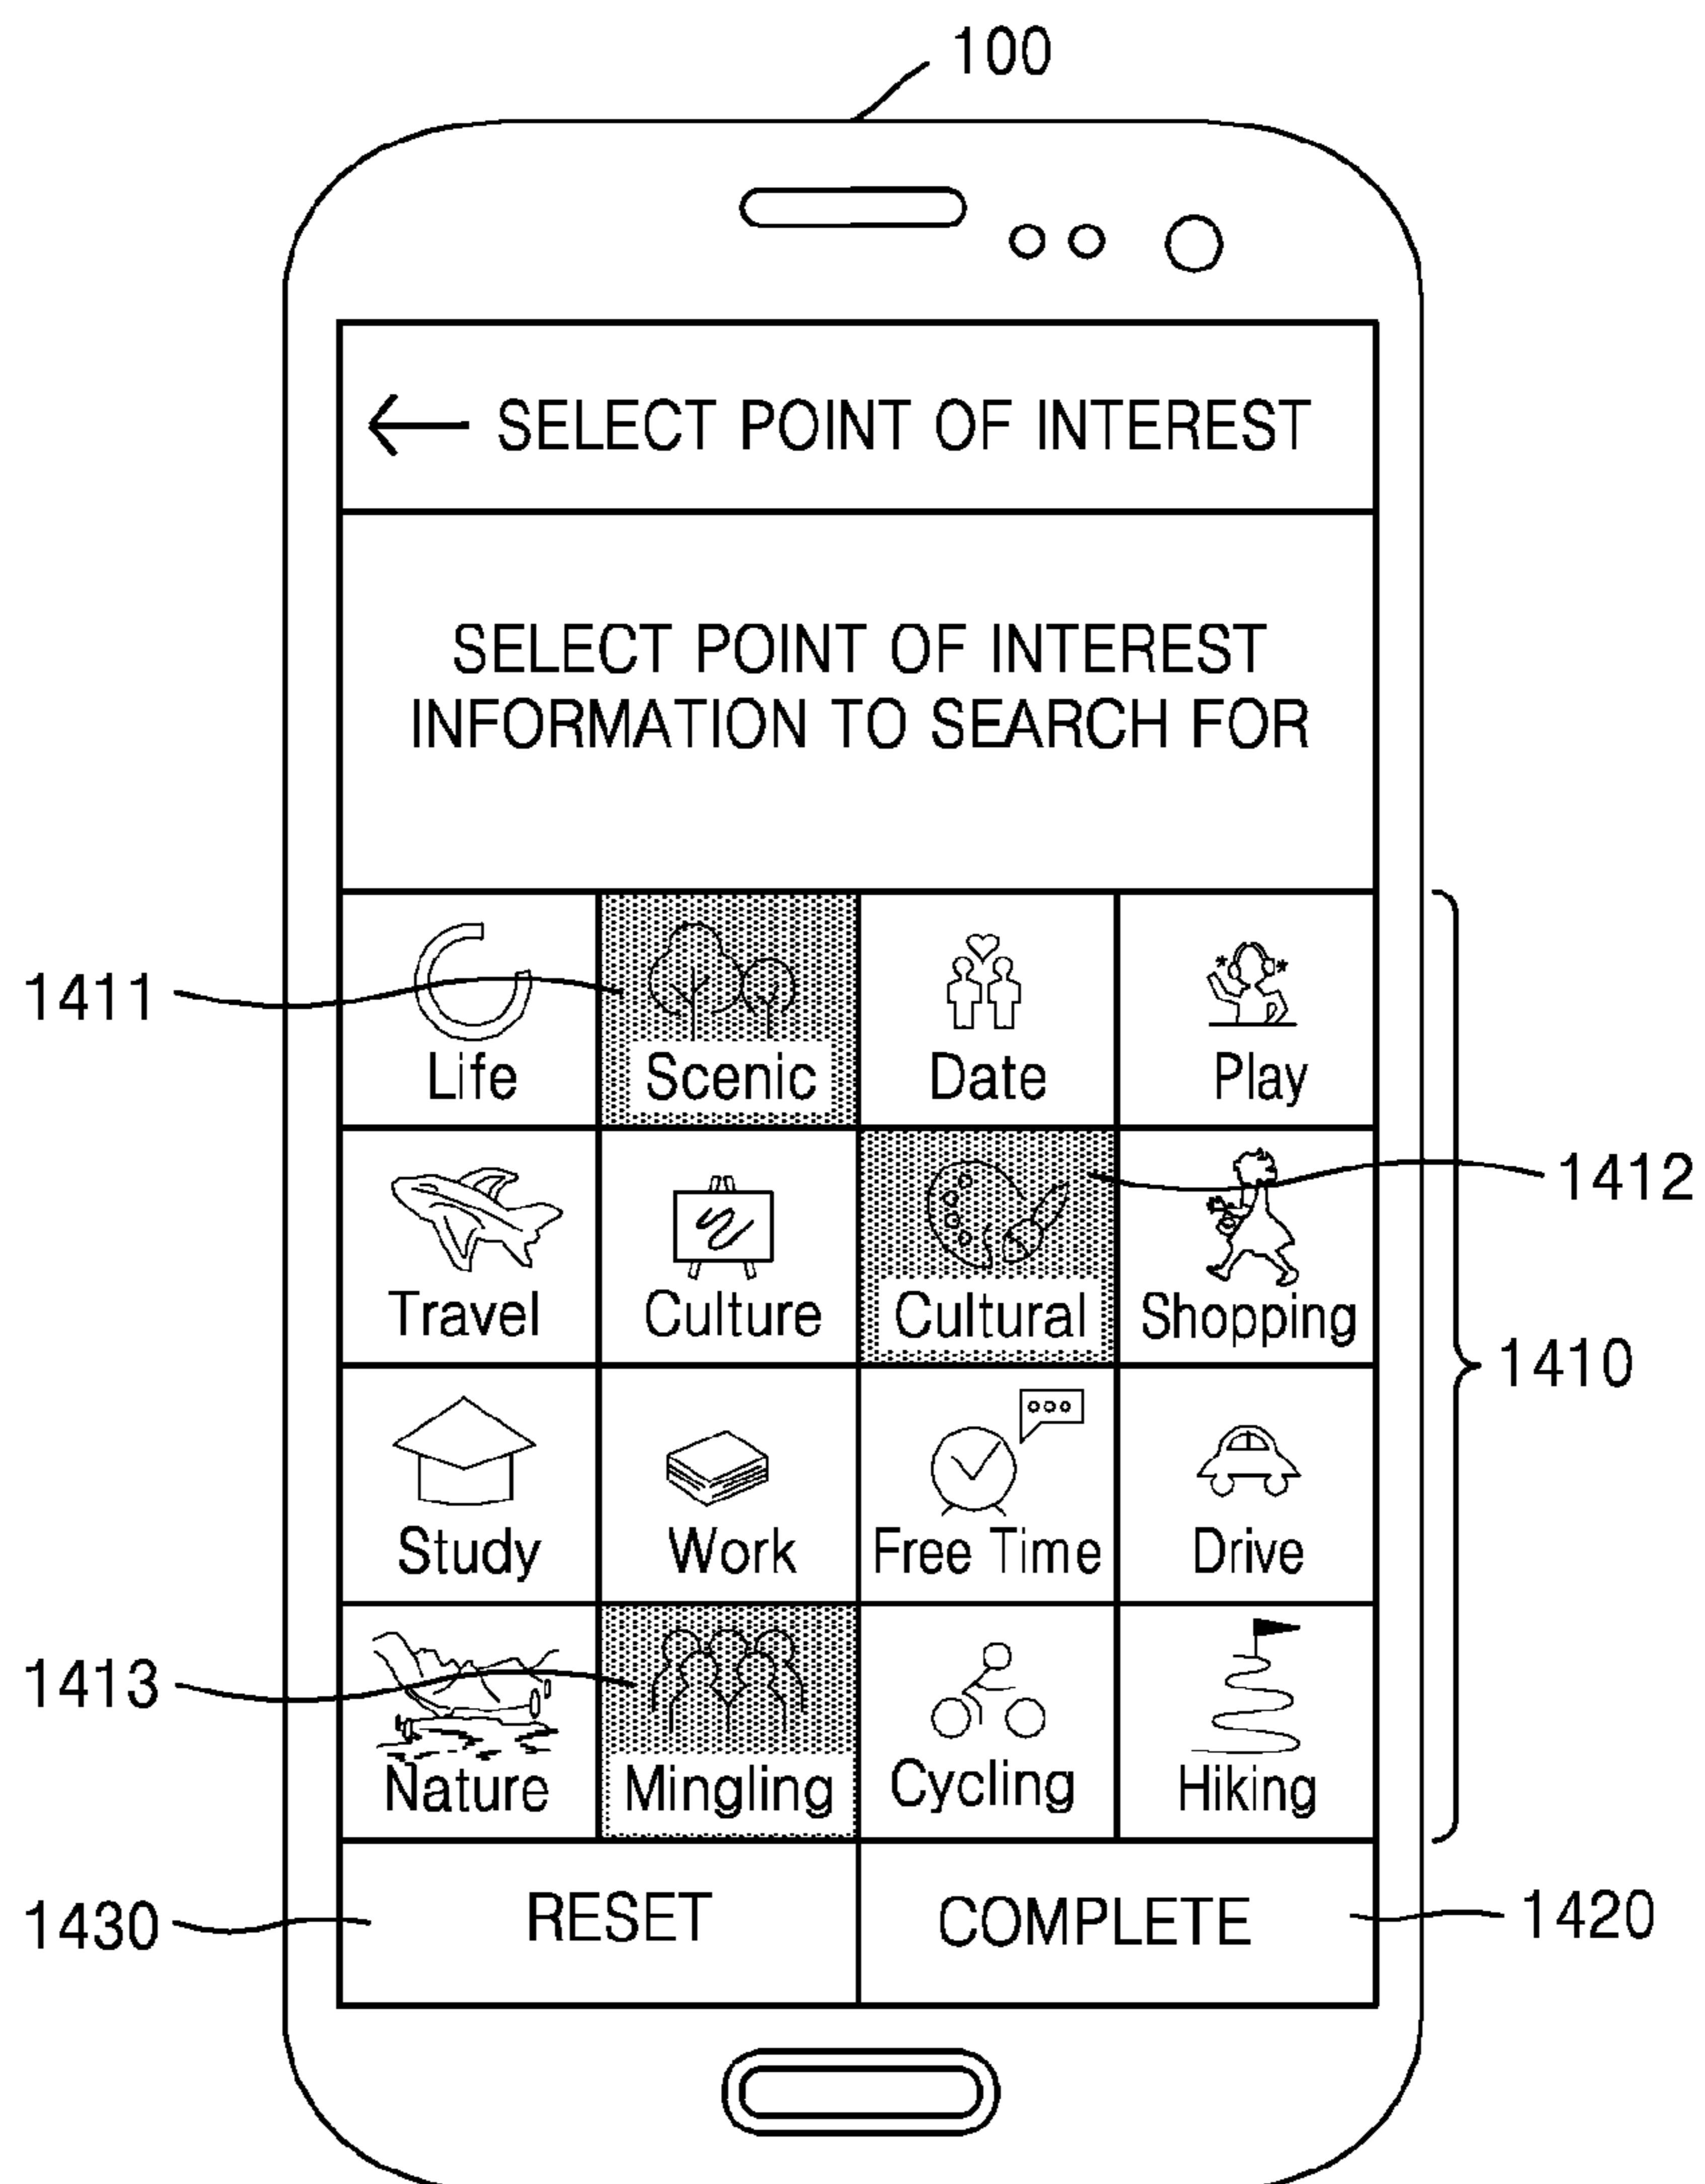 100
← SELECT POINT OF INTEREST
SELECT POINT OF INTEREST
INFORMATION TO SEARCH FOR
1411
Life Scenic Date Play
1412
Travel Culture Cultural Shopping
1410
Study Work Free Time Drive
1413
Nature Mingling Cycling Hiking
1430 RESET COMPLETE 1420